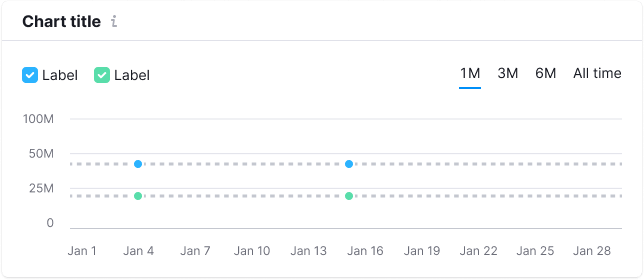 Chart title
Label Label 1M 3M 6M All time
100M
50M
25M
0
Jan 1 Jan 4 Jan 7 Jan 10 Jan 13 Jan 16 Jan 19 Jan 22 Jan 25 Jan 28